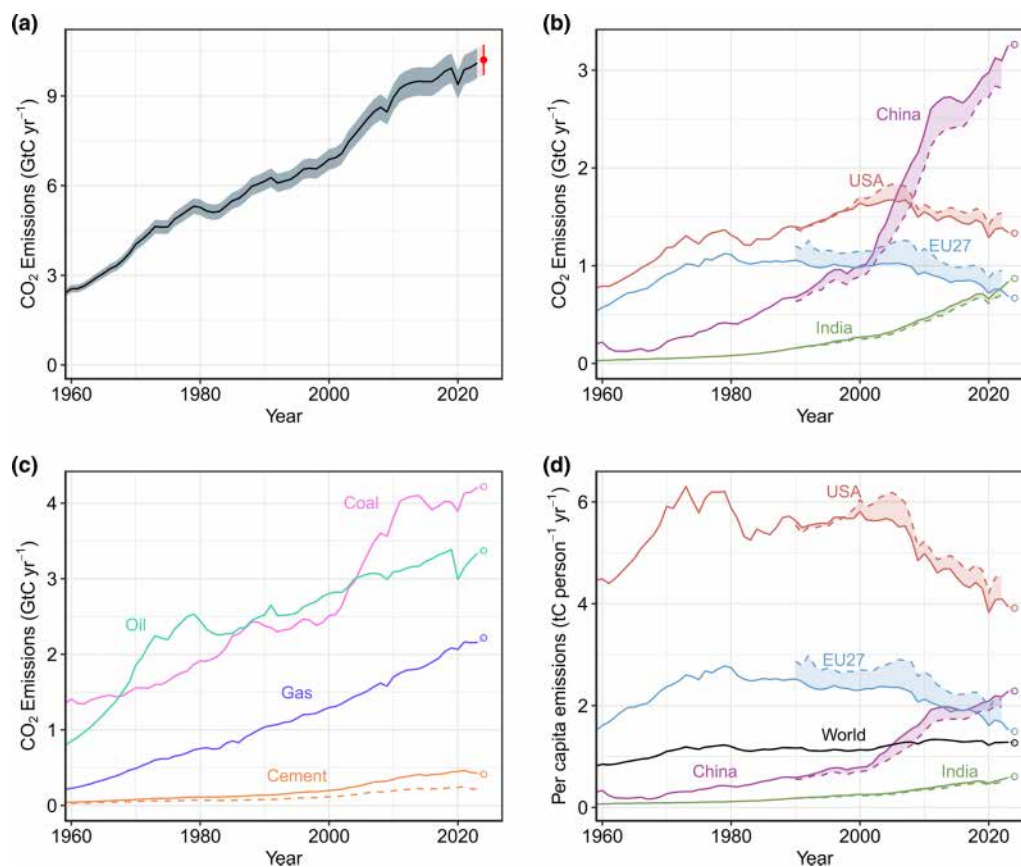 (a)
CO₂ Emissions (GtC yr⁻¹)
9
6
3
0
1960 1980 2000 2020
Year
(b)
CO₂ Emissions (GtC yr⁻¹)
3
2
1
0
China
USA
EU27
India
1960 1980 2000 2020
Year
(c)
CO₂ Emissions (GtC yr⁻¹)
4
3
2
1
0
Coal
Oil
Gas
Cement
1960 1980 2000 2020
Year
(d)
Per capita emissions (tC person⁻¹ yr⁻¹)
6
4
2
0
USA
EU27
World
China
India
1960 1980 2000 2020
Year